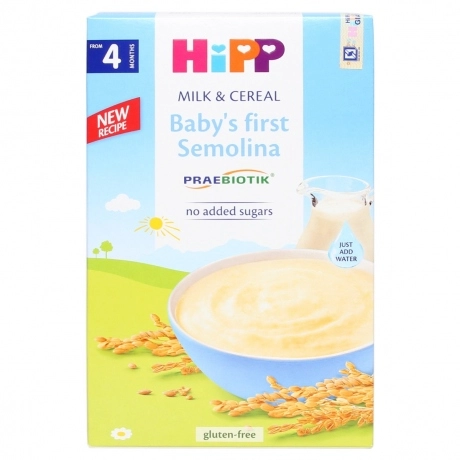 FROM 4 MONTHS
HiPP
MILK & CEREAL
NEW
RECIPE
Baby's first
Semolina
PRAEBIOTIK®
no added sugars
JUST
ADD
WATER
gluten-free